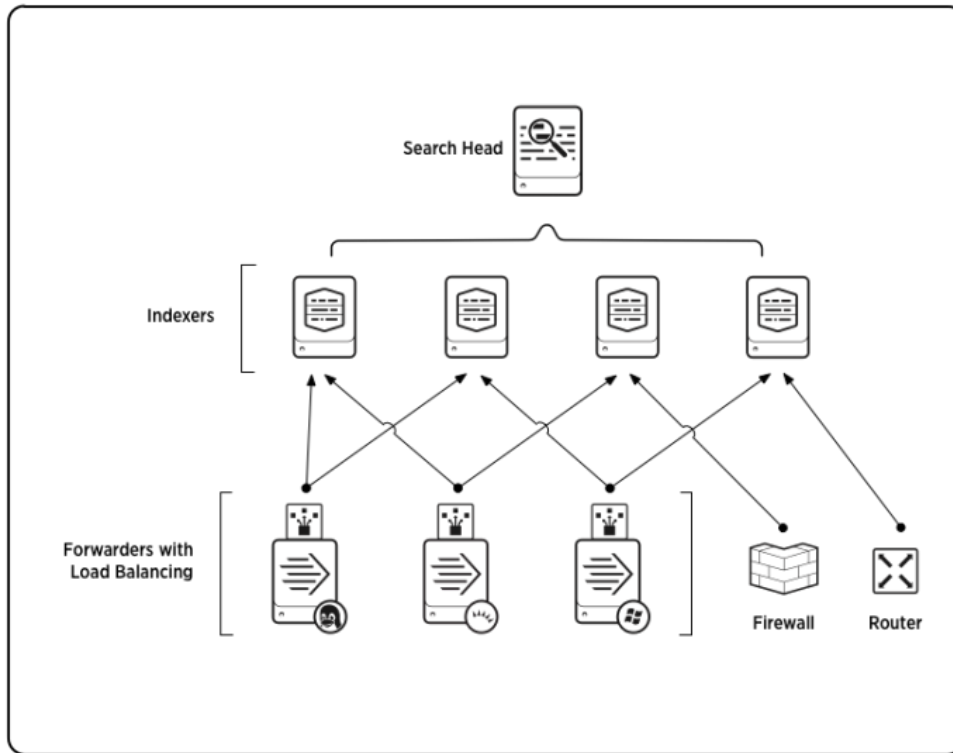 Search Head
Indexers
Forwarders with
Load Balancing
Firewall
Router